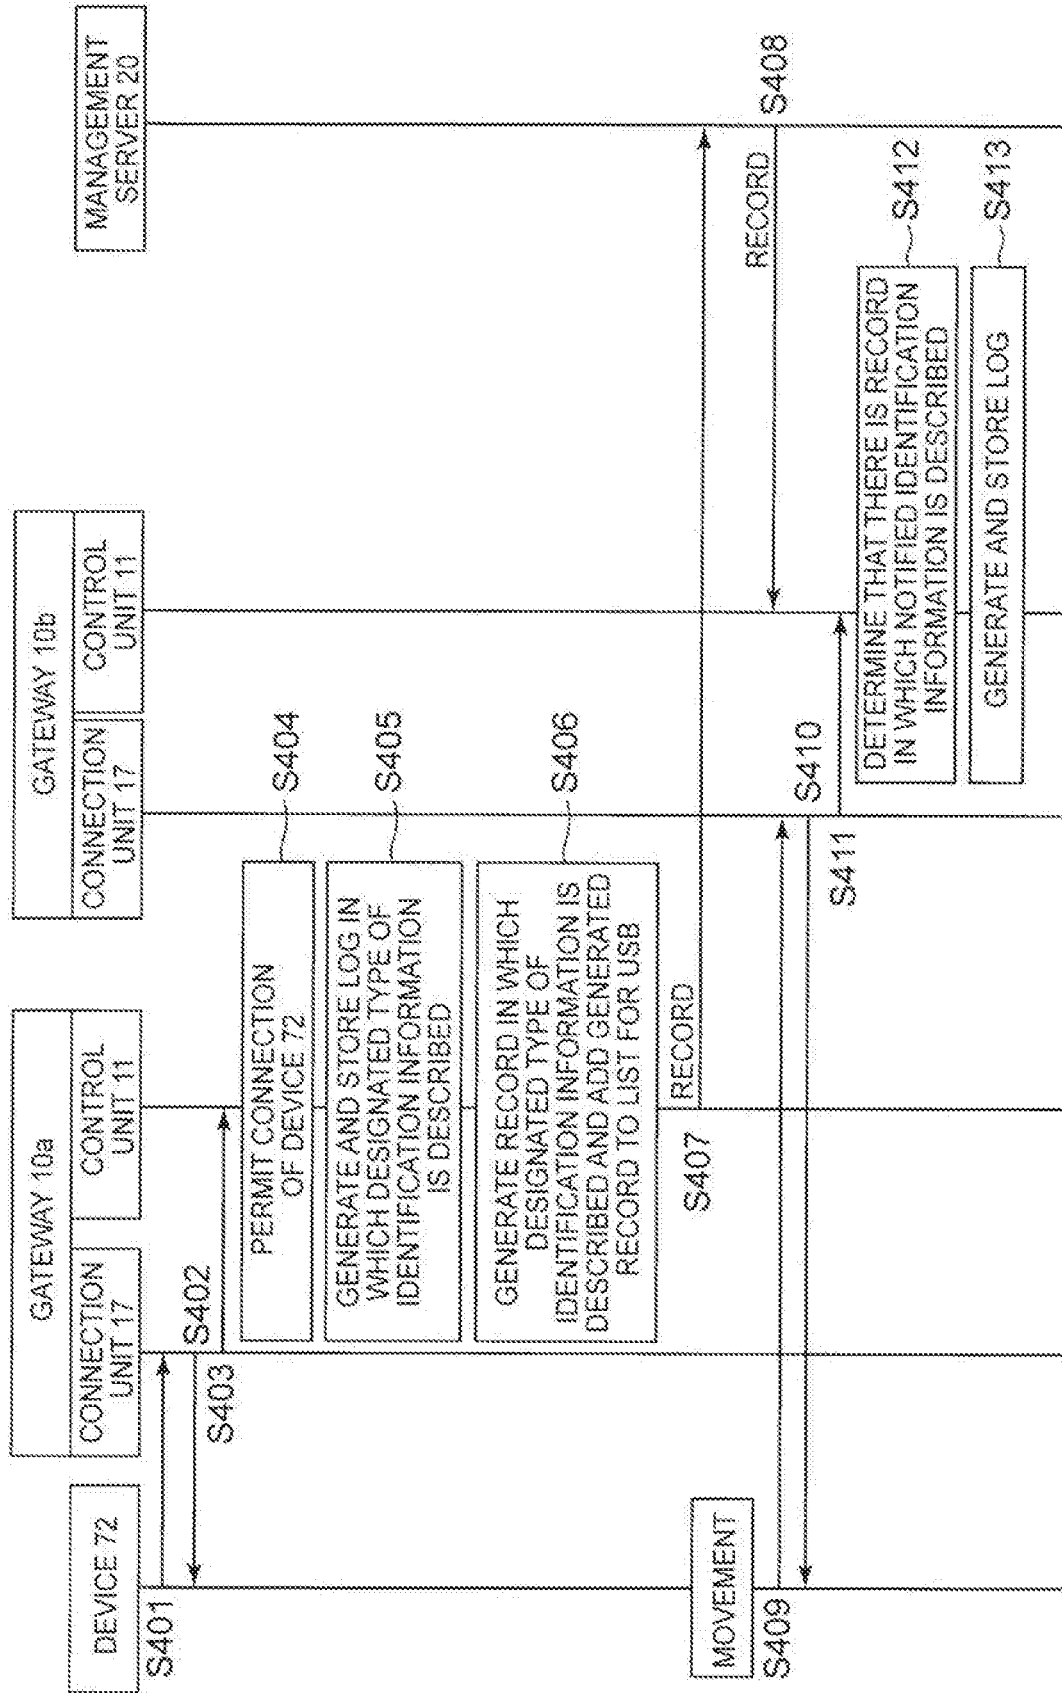 DEVICE 72
GATEWAY 10a
CONNECTION
UNIT 17
CONTROL
UNIT 11
GATEWAY 10b
CONNECTION
UNIT 17
CONTROL
UNIT 11
MANAGEMENT
SERVER 20
S401
S402
S403
PERMIT CONNECTION
OF DEVICE 72
S404
GENERATE AND STORE LOG IN
WHICH DESIGNATED TYPE OF
IDENTIFICATION INFORMATION
IS DESCRIBED
S405
GENERATE RECORD IN WHICH
DESIGNATED TYPE OF
IDENTIFICATION INFORMATION IS
DESCRIBED AND ADD GENERATED
RECORD TO LIST FOR USB
S406
RECORD
S407
MOVEMENT
RECORD
S408
S409
S410
S411
DETERMINE THAT THERE IS RECORD
IN WHICH NOTIFIED IDENTIFICATION
INFORMATION IS DESCRIBED
S412
GENERATE AND STORE LOG
S413